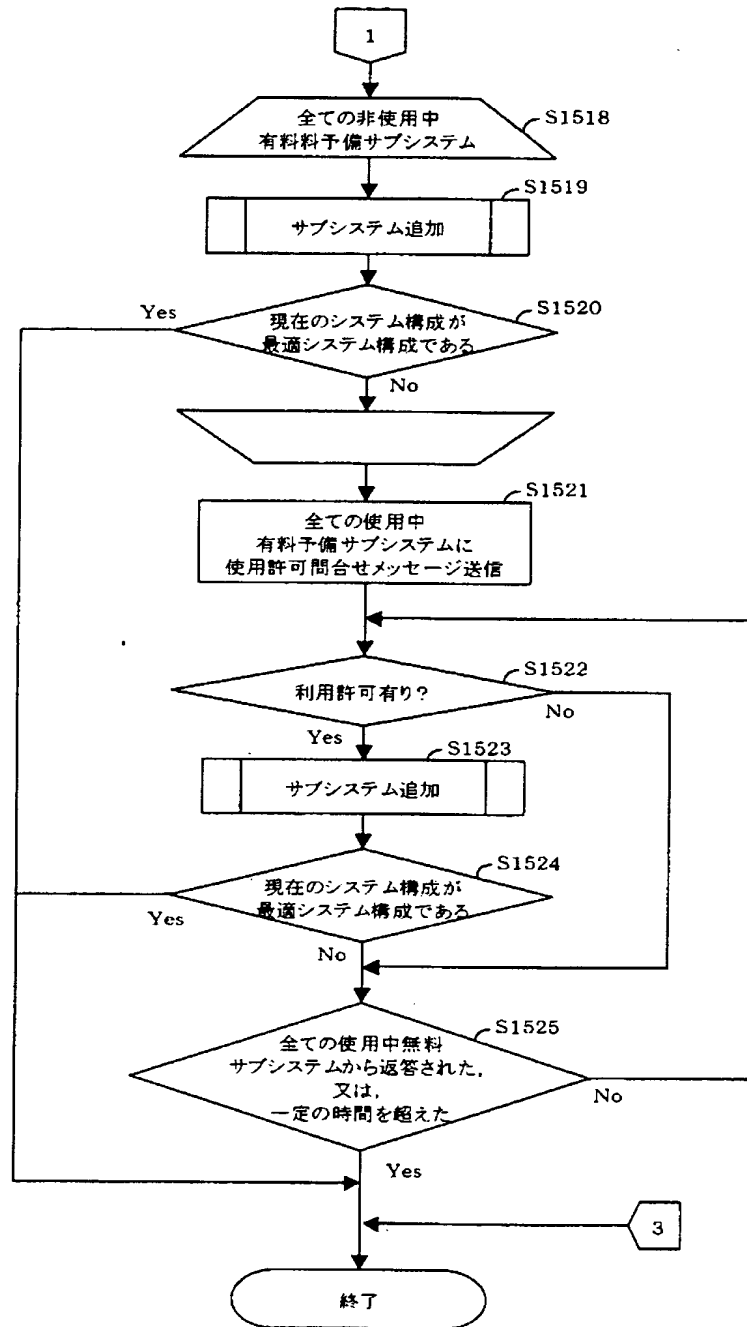 1
全ての非使用中
有料料予備サブシステム
S1518
S1519
サブシステム追加
S1520
Yes
現在のシステム構成が
最適システム構成である
No
S1521
全ての使用中
有料予備サブシステムに
使用許可問合せメッセージ送信
S1522
利用許可有り?
No
Yes
S1523
サブシステム追加
S1524
現在のシステム構成が
最適システム構成である
Yes
No
S1525
全ての使用中無料
サブシステムから返答された,
又は,
一定の時間を超えた
No
Yes
3
終了